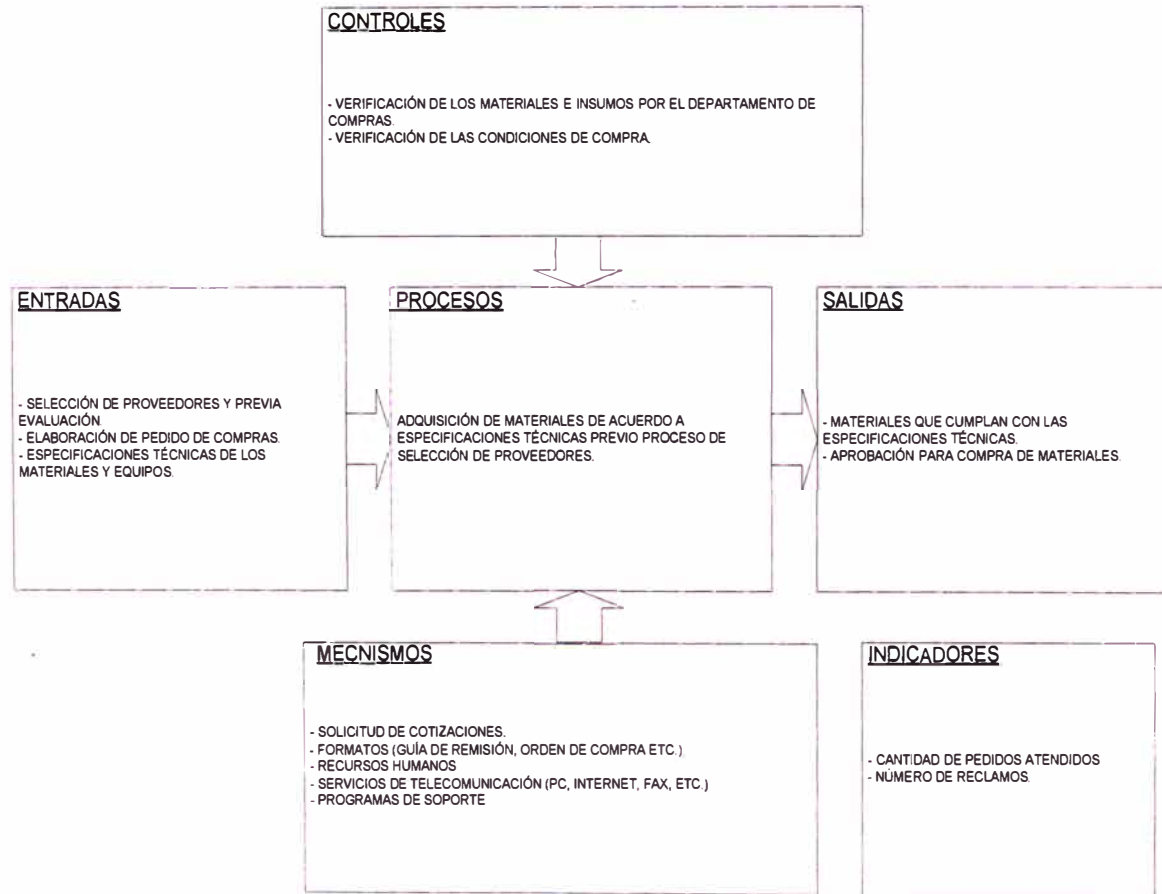 CONTROLES
- VERIFICACIÓN DE LOS MATERIALES E INSUMOS POR EL DEPARTAMENTO DE
COMPRAS.
- VERIFICACIÓN DE LAS CONDICIONES DE COMPRA.
ENTRADAS
- SELECCIÓN DE PROVEEDORES Y PREVIA
EVALUACIÓN.
- ELABORACIÓN DE PEDIDO DE COMPRAS.
- ESPECIFICACIONES TÉCNICAS DE LOS
MATERIALES Y EQUIPOS.
PROCESOS
ADQUISICIÓN DE MATERIALES DE ACUERDO A
ESPECIFICACIONES TÉCNICAS PREVIO PROCESO DE
SELECCIÓN DE PROVEEDORES.
SALIDAS
- MATERIALES QUE CUMPLAN CON LAS
ESPECIFICACIONES TÉCNICAS.
- APROBACIÓN PARA COMPRA DE MATERIALES.
MECNISMOS
- SOLICITUD DE COTIZACIONES.
- FORMATOS (GUÍA DE REMISIÓN, ORDEN DE COMPRA ETC.)
- RECURSOS HUMANOS
- SERVICIOS DE TELECOMUNICACIÓN (PC, INTERNET, FAX, ETC.)
- PROGRAMAS DE SOPORTE
INDICADORES
- CANTIDAD DE PEDIDOS ATENDIDOS
- NÚMERO DE RECLAMOS.